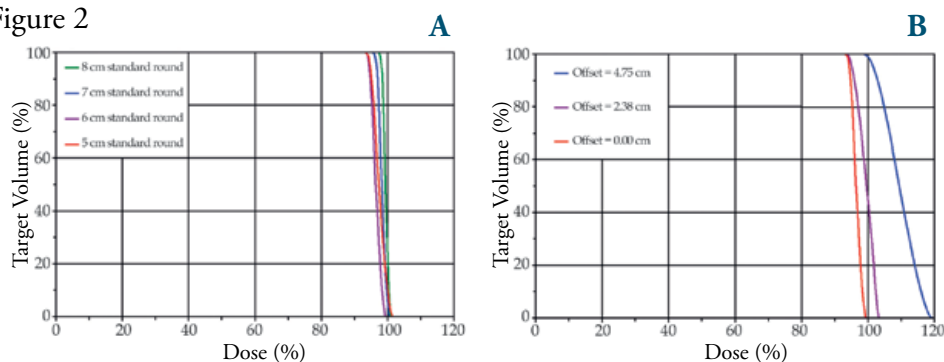 igure 2
A
B
100
80
60
40
20
0
8 cm standard round
7 cm standard round
6 cm standard round
5 cm standard round
Target Volume (%)
0 20 40 60 80 100 120
Dose (%)
100
80
60
40
20
0
Offset = 4.75 cm
Offset = 2.38 cm
Offset = 0.00 cm
Target Volume (%)
0 20 40 60 80 100 120
Dose (%)